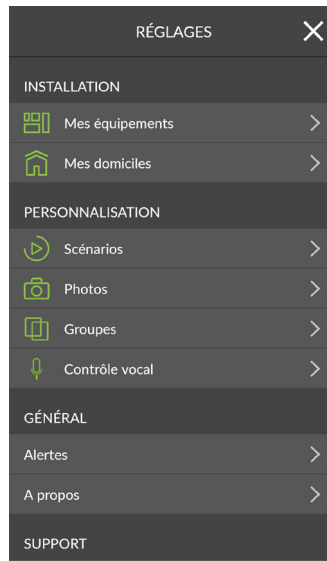 RÉGLAGES
INSTALLATION
Mes équipements
Mes domiciles
PERSONNALISATION
Scénarios
Photos
Groupes
Contrôle vocal
GÉNÉRAL
Alertes
A propos
SUPPORT